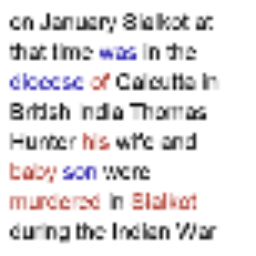 on January Sialkot at
that time was in the
diocese of Calcutta in
British India Thomas
Hunter his wife and
baby son were
murdered in Sialkot
during the Indian War